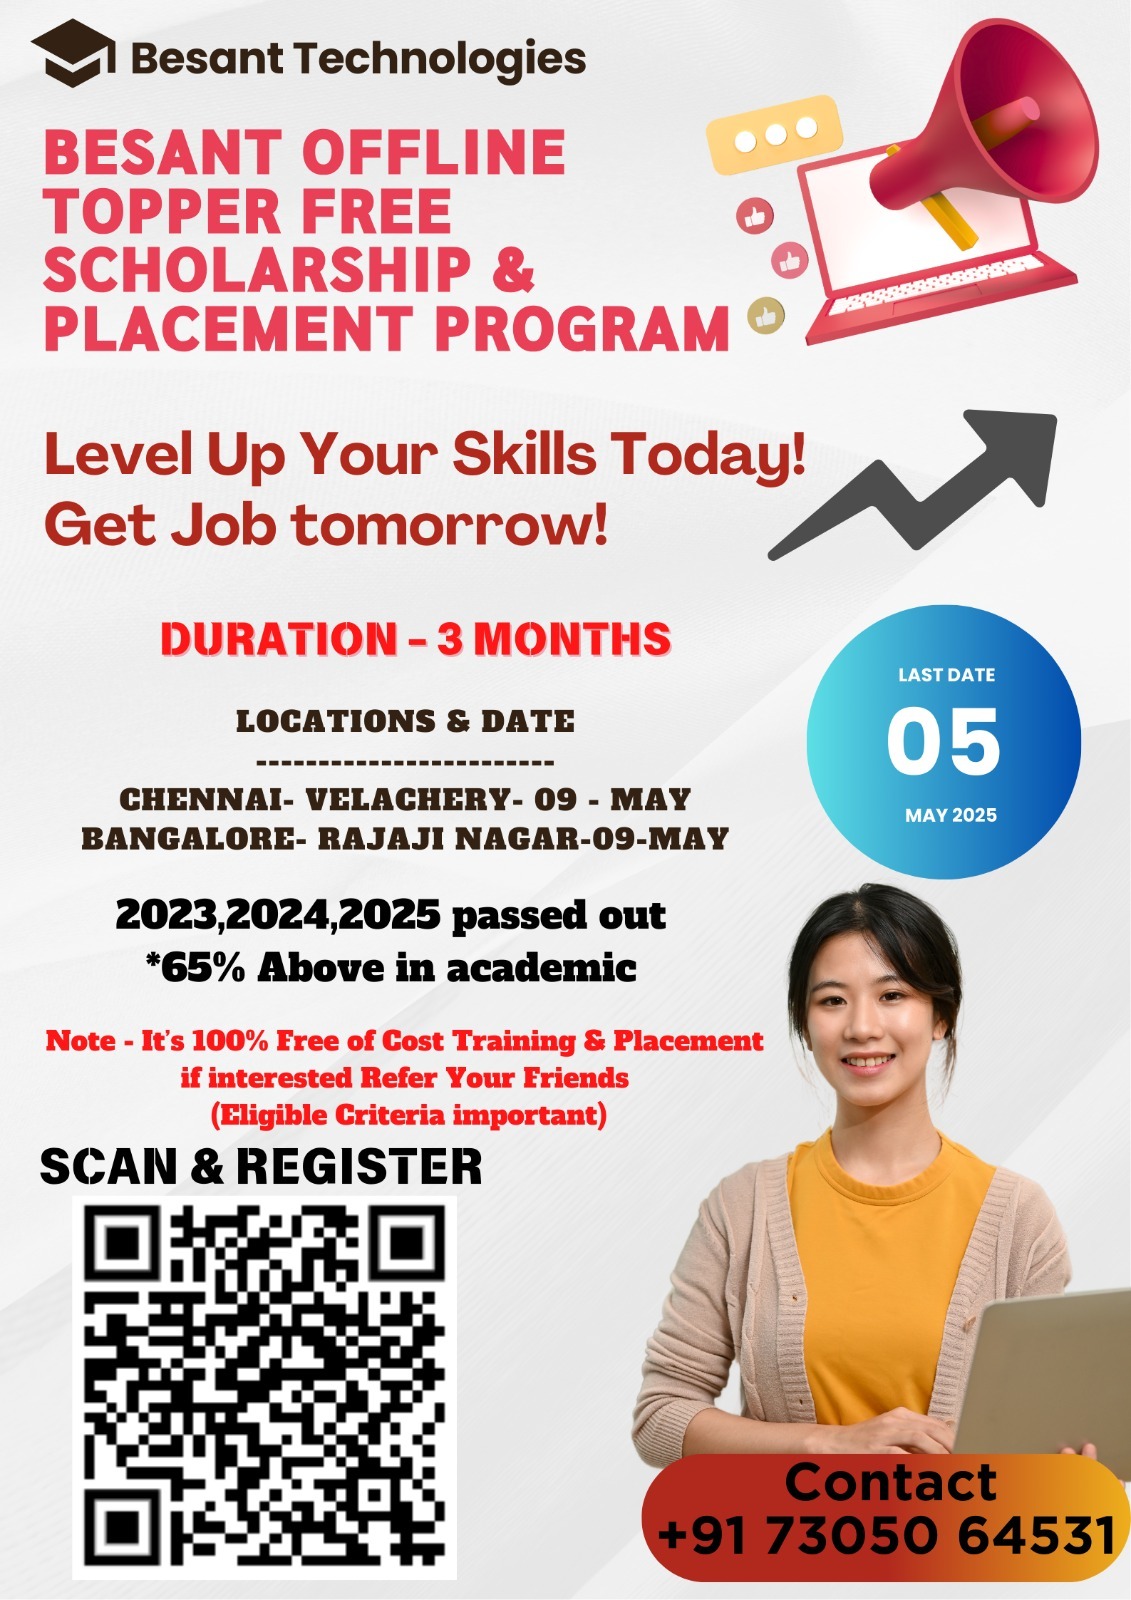 Besant Technologies
BESANT OFFLINE
TOPPER FREE
SCHOLARSHIP &
PLACEMENT PROGRAM
Level Up Your Skills Today!
Get Job tomorrow!
DURATION - 3 MONTHS
LOCATIONS & DATE
------------------------
CHENNAI- VELACHERY- 09 - MAY
BANGALORE- RAJAJI NAGAR-09-MAY
LAST DATE
05
MAY 2025
2023,2024,2025 passed out
*65% Above in academic
Note - It's 100% Free of Cost Training & Placement
if interested Refer Your Friends
(Eligible Criteria important)
SCAN & REGISTER
Contact
+91 73050 64531